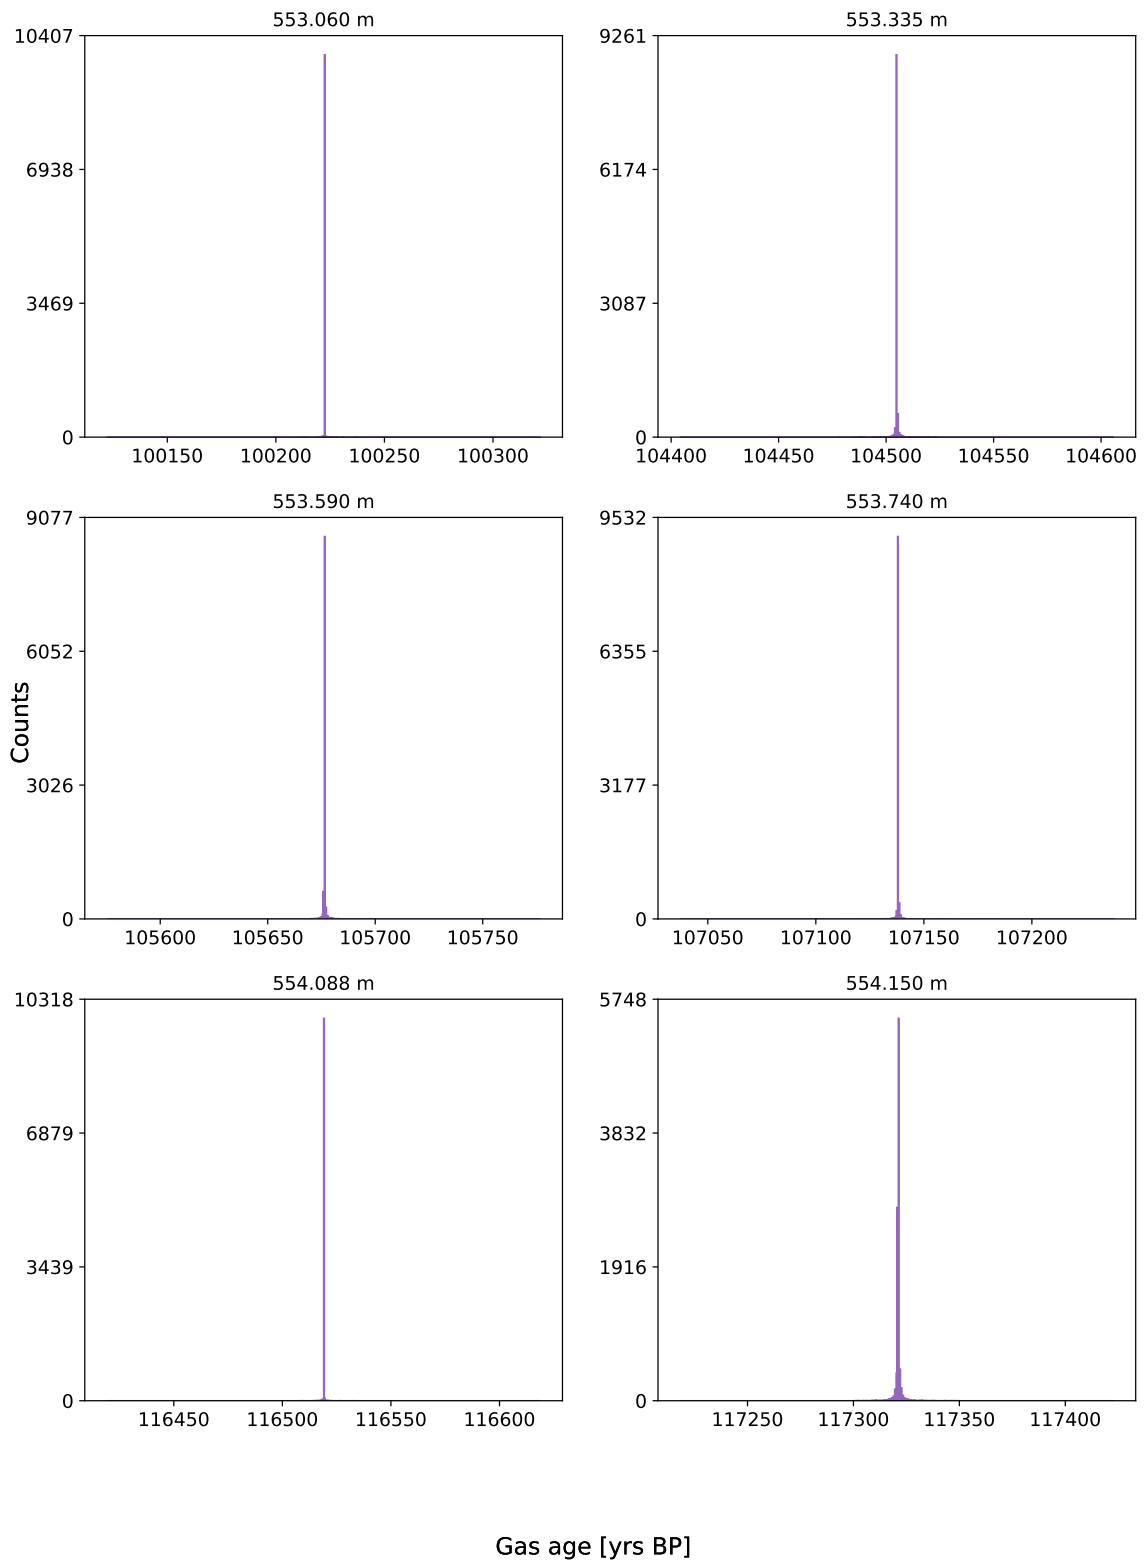 553.060 m
10407
6938
3469
0
100150 100200 100250 100300
553.335 m
9261
6174
3087
0
104400 104450 104500 104550 104600
553.590 m
9077
6052
3026
0
105600 105650 105700 105750
553.740 m
9532
6355
3177
0
107050 107100 107150 107200
Counts
554.088 m
10318
6879
3439
0
116450 116500 116550 116600
554.150 m
5748
3832
1916
0
117250 117300 117350 117400
Gas age [yrs BP]